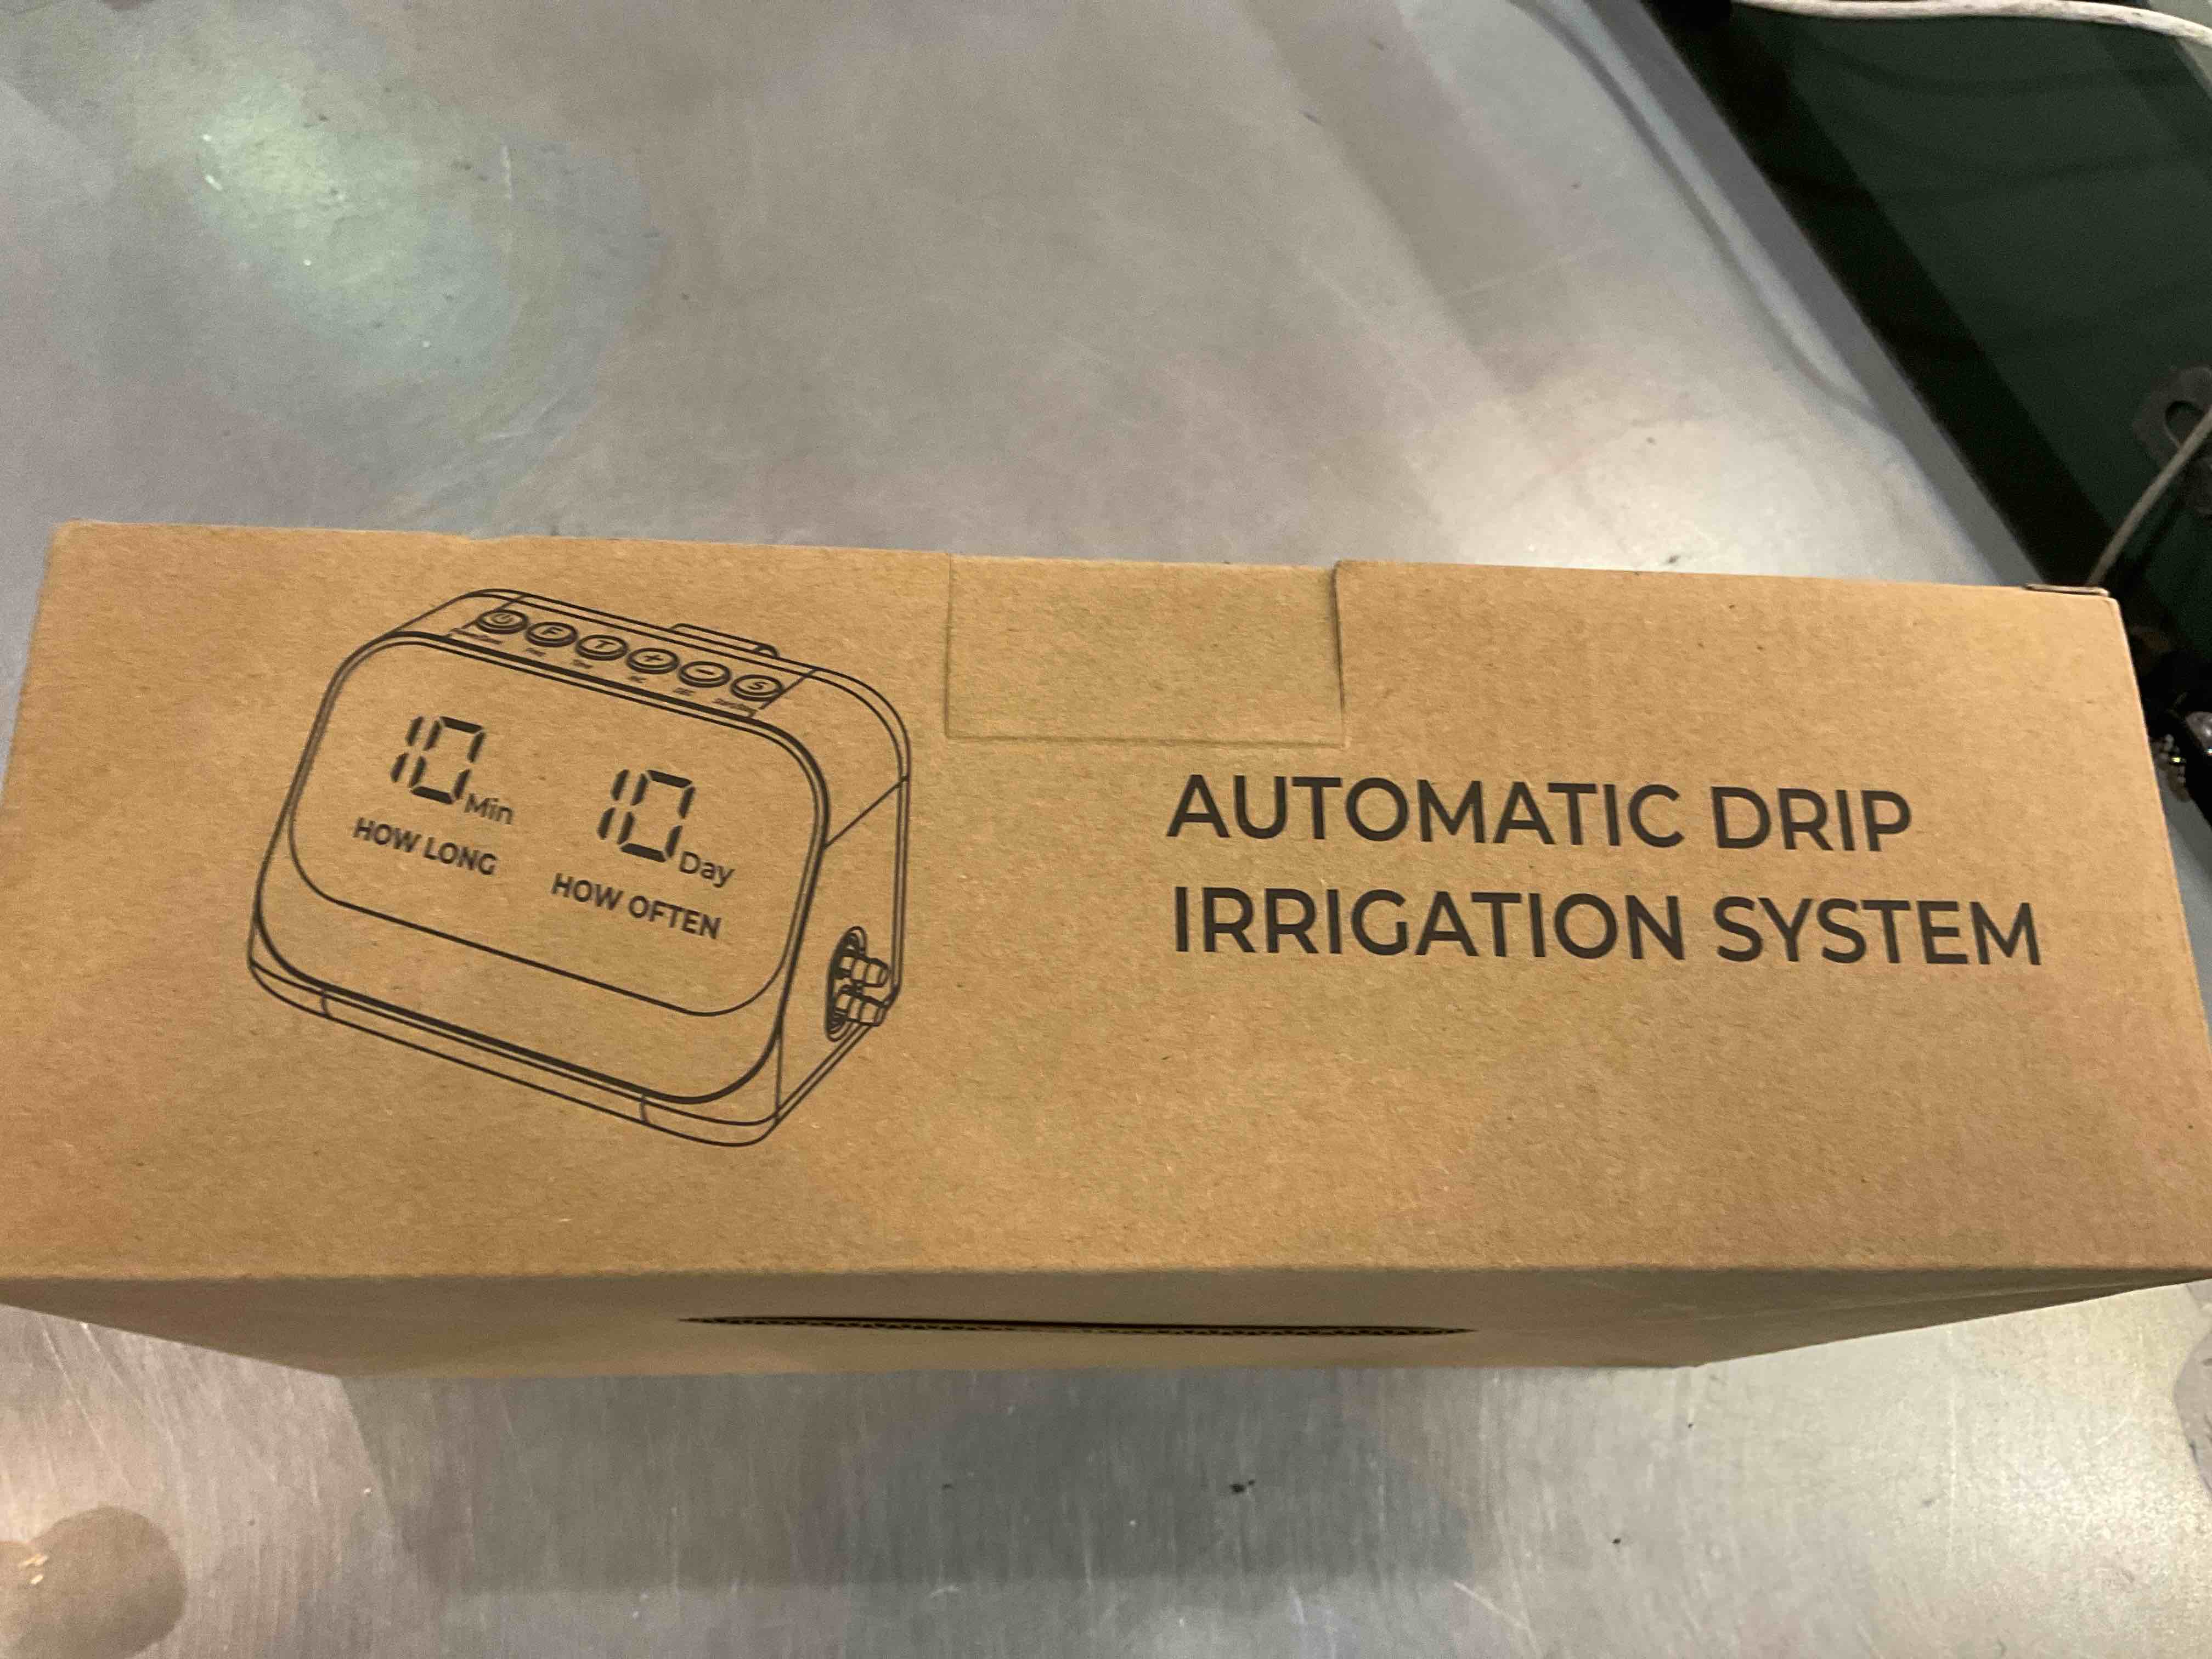 F T + − S
10 Min
HOW LONG
10 Day
HOW OFTEN
AUTOMATIC DRIP
IRRIGATION SYSTEM